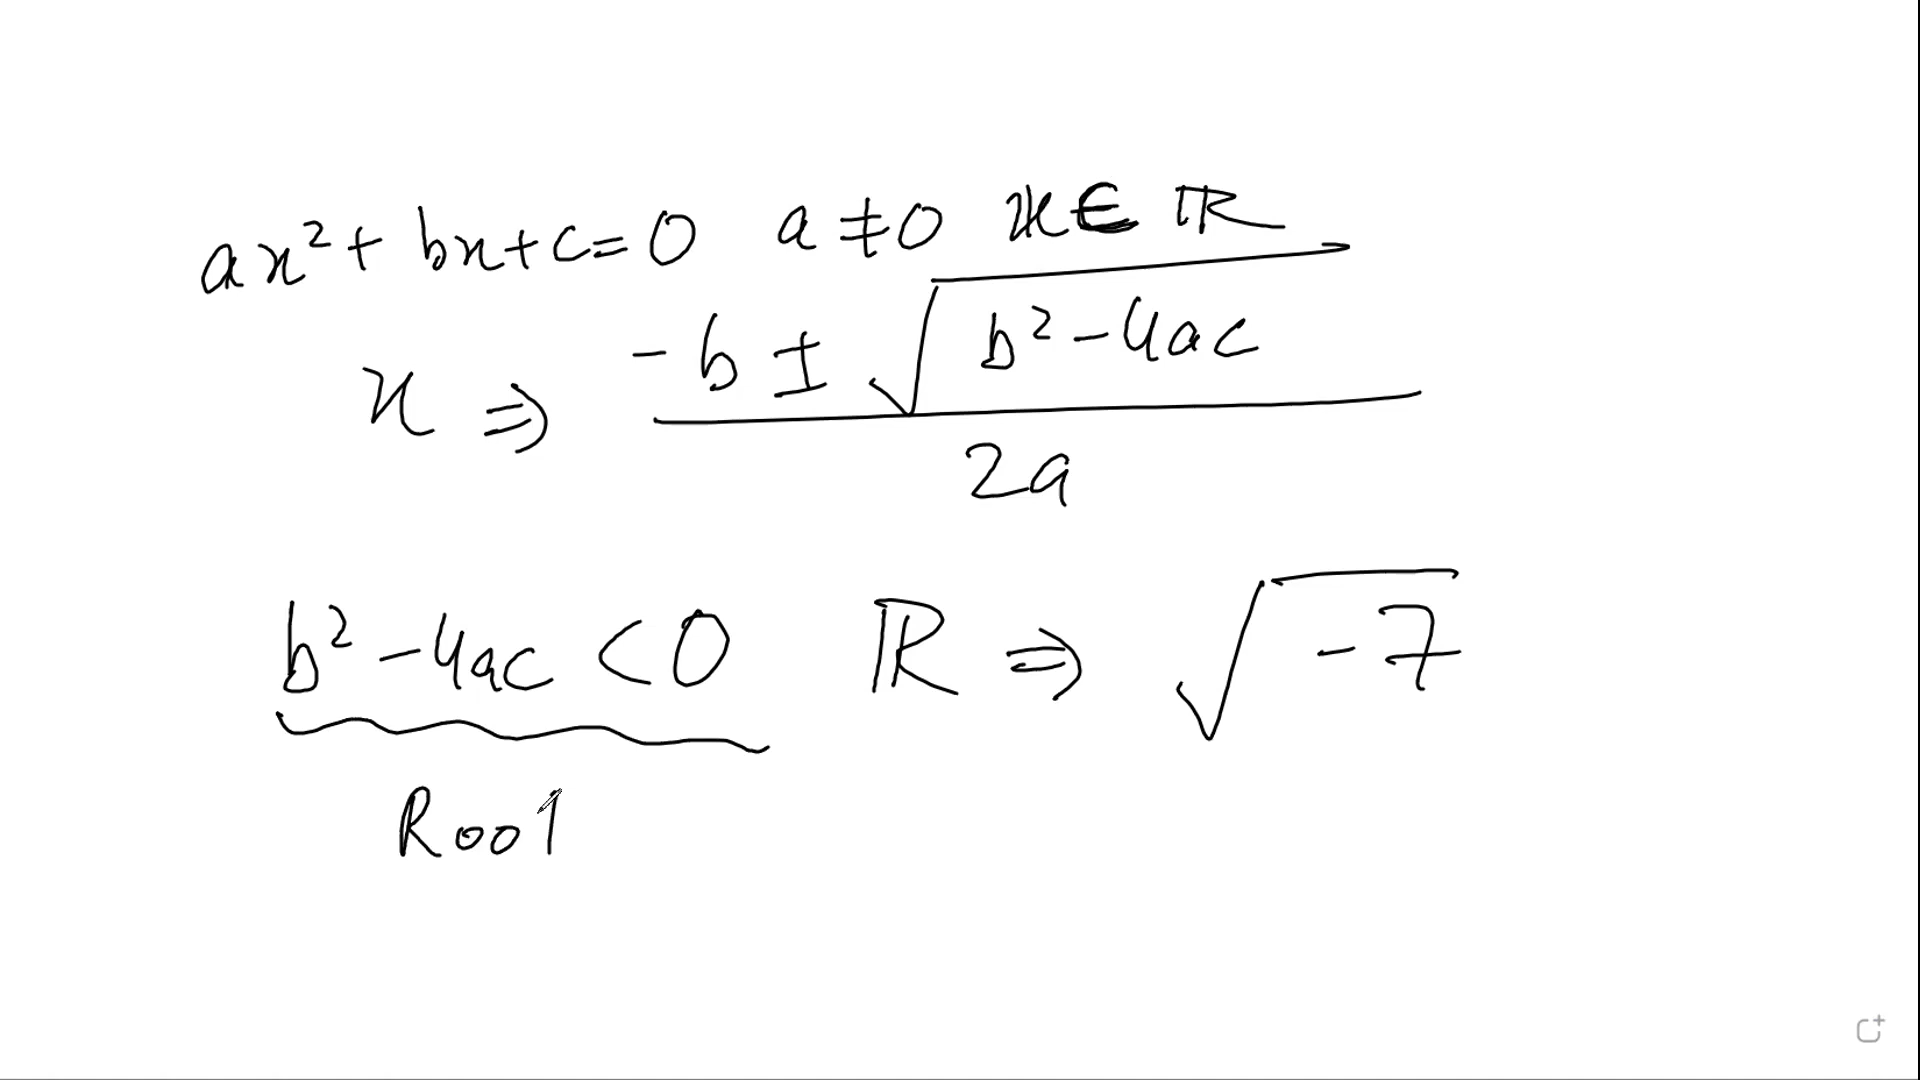 ax² + bx + c = 0 a ≠ 0 x ∈ ℝ
x ⇒ (-b ± √(b² - 4ac)) / 2a
b² - 4ac < 0 ℝ ⇒ √-7
Root